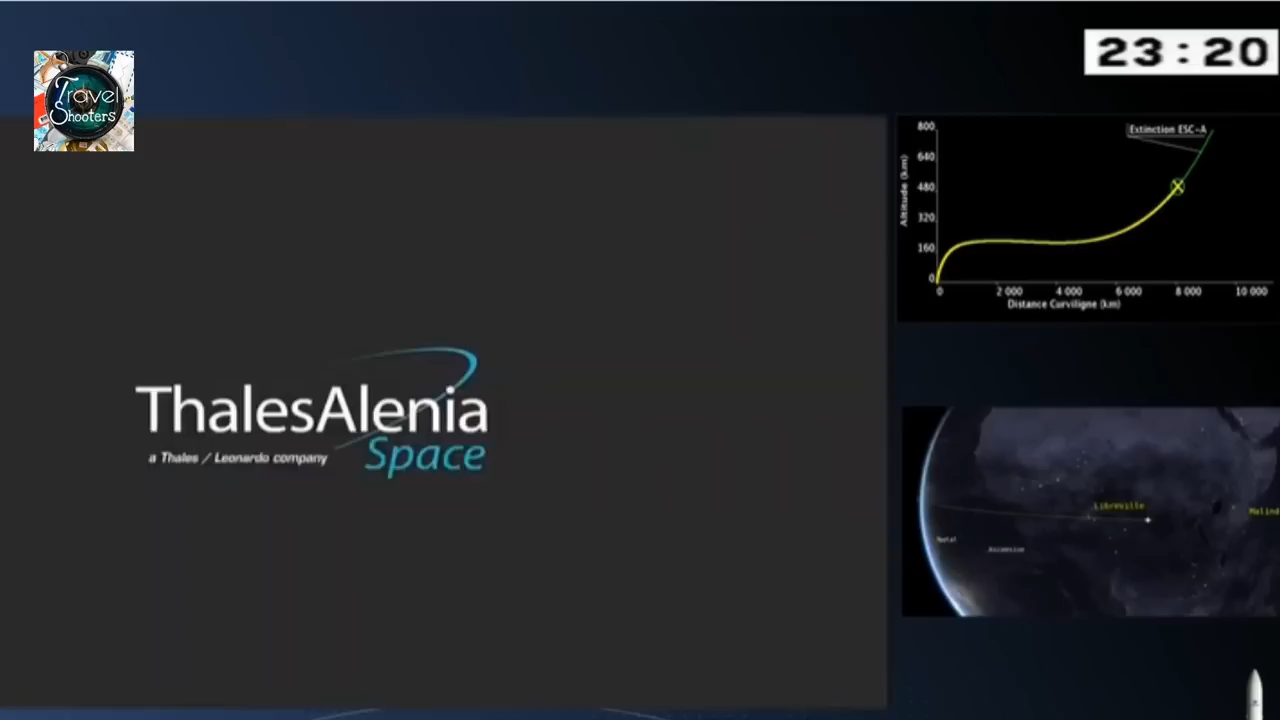 23:20
Travel
Shooters
ThalesAlenia
a Thales / Leonardo company
Space
800
640
480
320
160
0
Altitude (km)
Extinction ESC-A
0 2 000 4 000 6 000 8 000 10 000
Distance Curviligne (km)
Libreville
Malind
Natal
Ascension